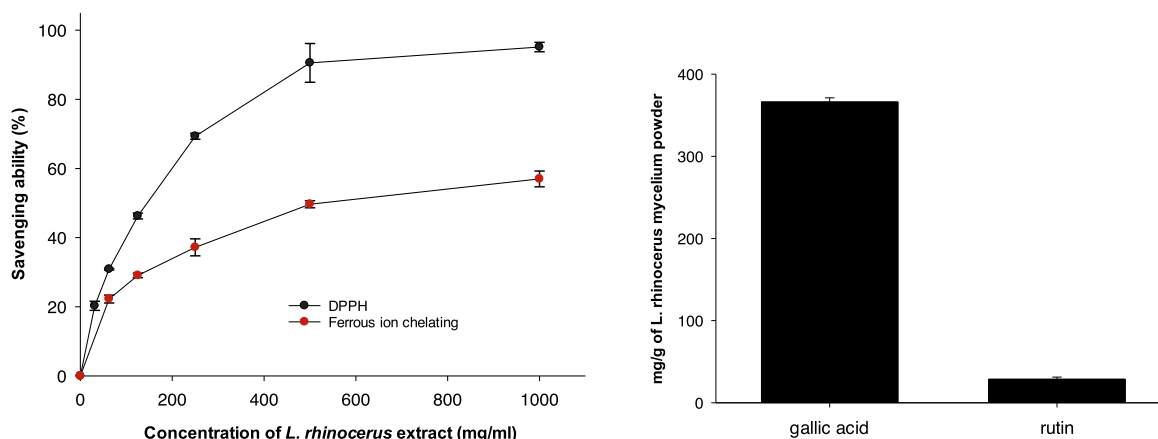 100
80
60
40
20
0
Savenging ability (%)
DPPH
Ferrous ion chelating
0 200 400 600 800 1000
Concentration of L. rhinocerus extract (mg/ml)
400
300
200
100
0
mg/g of L. rhinocerus mycelium powder
gallic acid rutin